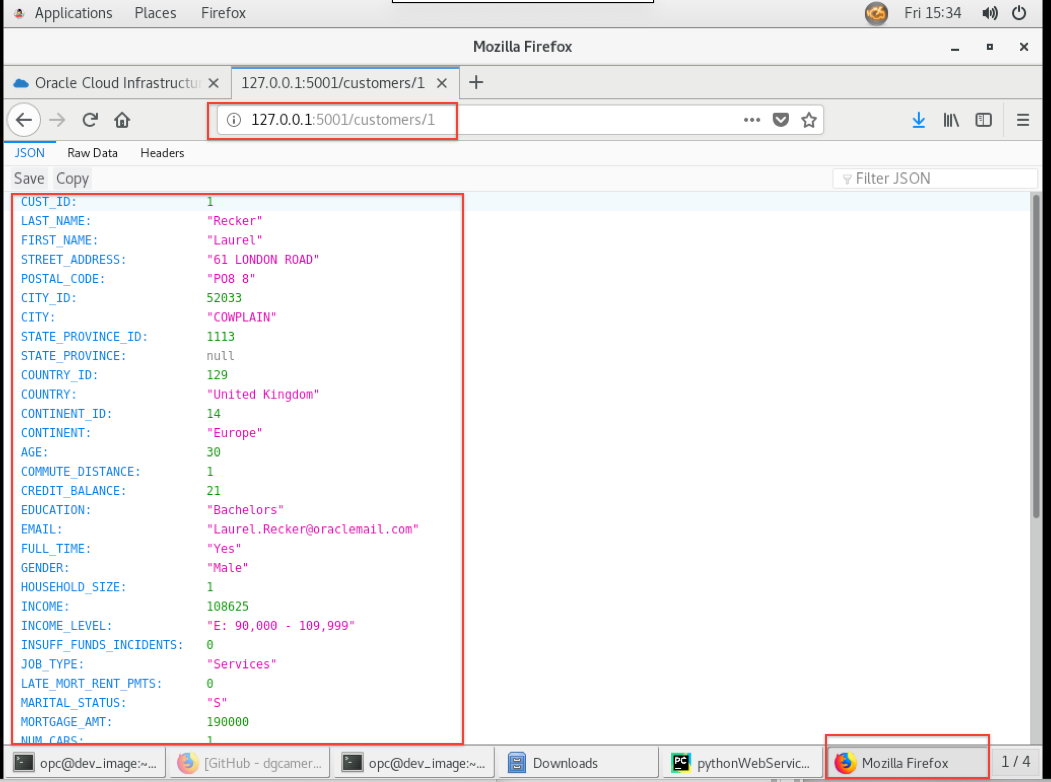 Applications Places Firefox Fri 15:34
Mozilla Firefox
Oracle Cloud Infrastructu 127.0.0.1:5001/customers/1
127.0.0.1:5001/customers/1
JSON Raw Data Headers
Save Copy Filter JSON
CUST_ID: 1
LAST_NAME: "Recker"
FIRST_NAME: "Laurel"
STREET_ADDRESS: "61 LONDON ROAD"
POSTAL_CODE: "PO8 8"
CITY_ID: 52033
CITY: "COWPLAIN"
STATE_PROVINCE_ID: 1113
STATE_PROVINCE: null
COUNTRY_ID: 129
COUNTRY: "United Kingdom"
CONTINENT_ID: 14
CONTINENT: "Europe"
AGE: 30
COMMUTE_DISTANCE: 1
CREDIT_BALANCE: 21
EDUCATION: "Bachelors"
EMAIL: "Laurel.Recker@oraclemail.com"
FULL_TIME: "Yes"
GENDER: "Male"
HOUSEHOLD_SIZE: 1
INCOME: 108625
INCOME_LEVEL: "E: 90,000 - 109,999"
INSUFF_FUNDS_INCIDENTS: 0
JOB_TYPE: "Services"
LATE_MORT_RENT_PMTS: 0
MARITAL_STATUS: "S"
MORTGAGE_AMT: 190000
NUM_CARS: 1
opc@dev_image:~... [GitHub - dgcamer... opc@dev_image:~... Downloads PC pythonWebServic... Mozilla Firefox 1 / 4